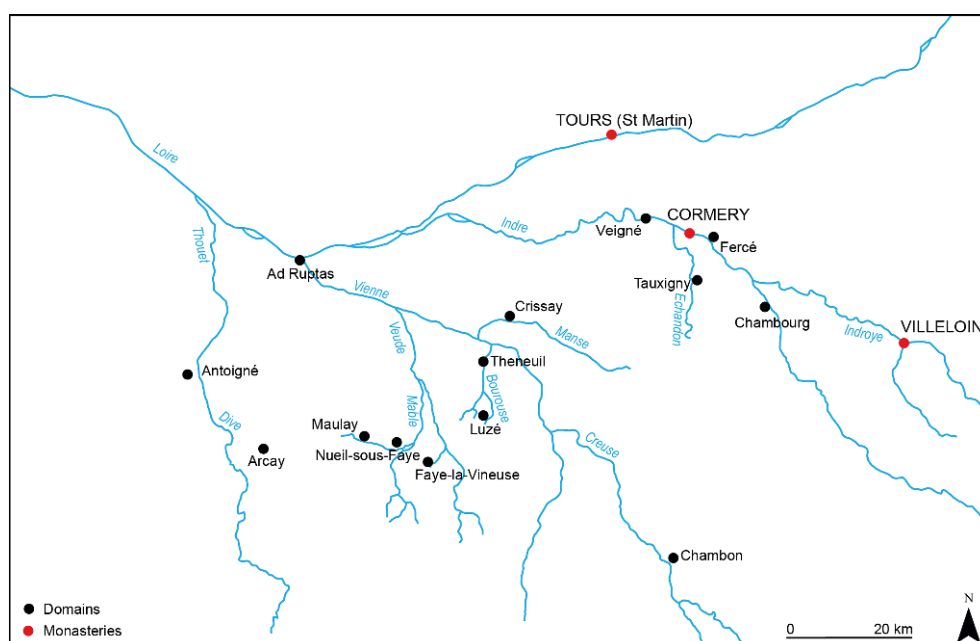 TOURS (St Martin)
Loire
Indre
Veigné
CORMERY
Fercé
Thouet
Ad Ruptas
Tauxigny
Echandon
Vienne
Crissay
Chambourg
Indroye
VILLELOIN
Veude
Manse
Antoigné
Theneuil
Bourouse
Dive
Mable
Luzé
Maulay
Nueil-sous-Faye
Creuse
Arcay
Faye-la-Vineuse
Chambon
Domains
Monasteries
0 20 km
N